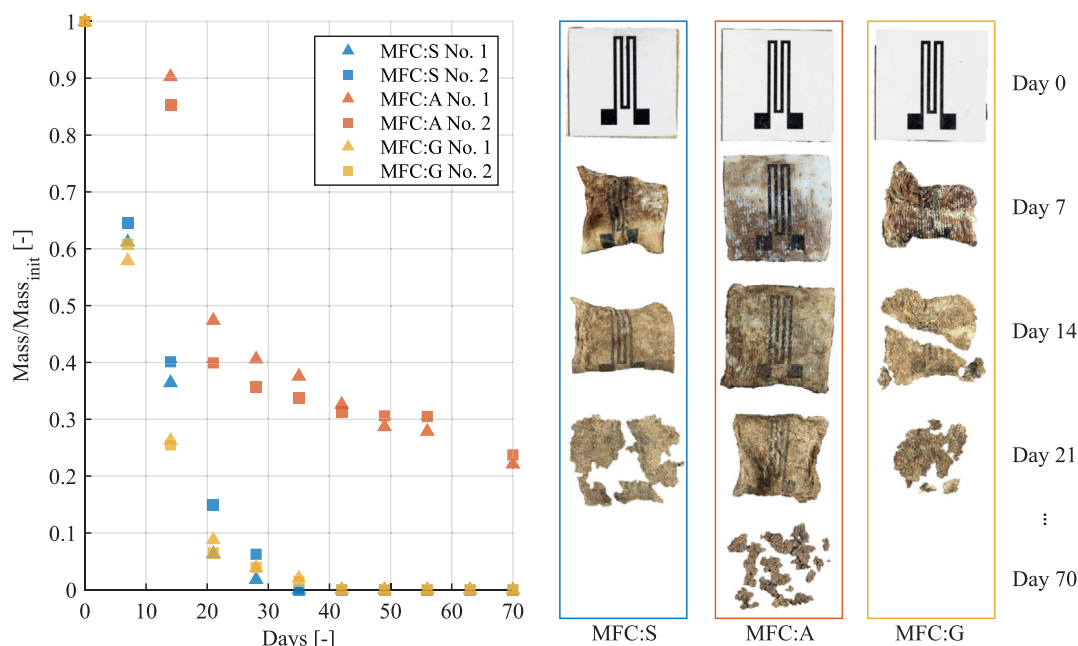 1
0.9
0.8
0.7
0.6
0.5
0.4
0.3
0.2
0.1
0
Mass/Mass_init [-]
0 10 20 30 40 50 60 70
Days [-]
MFC:S No. 1
MFC:S No. 2
MFC:A No. 1
MFC:A No. 2
MFC:G No. 1
MFC:G No. 2
Day 0
Day 7
Day 14
Day 21
...
Day 70
MFC:S MFC:A MFC:G